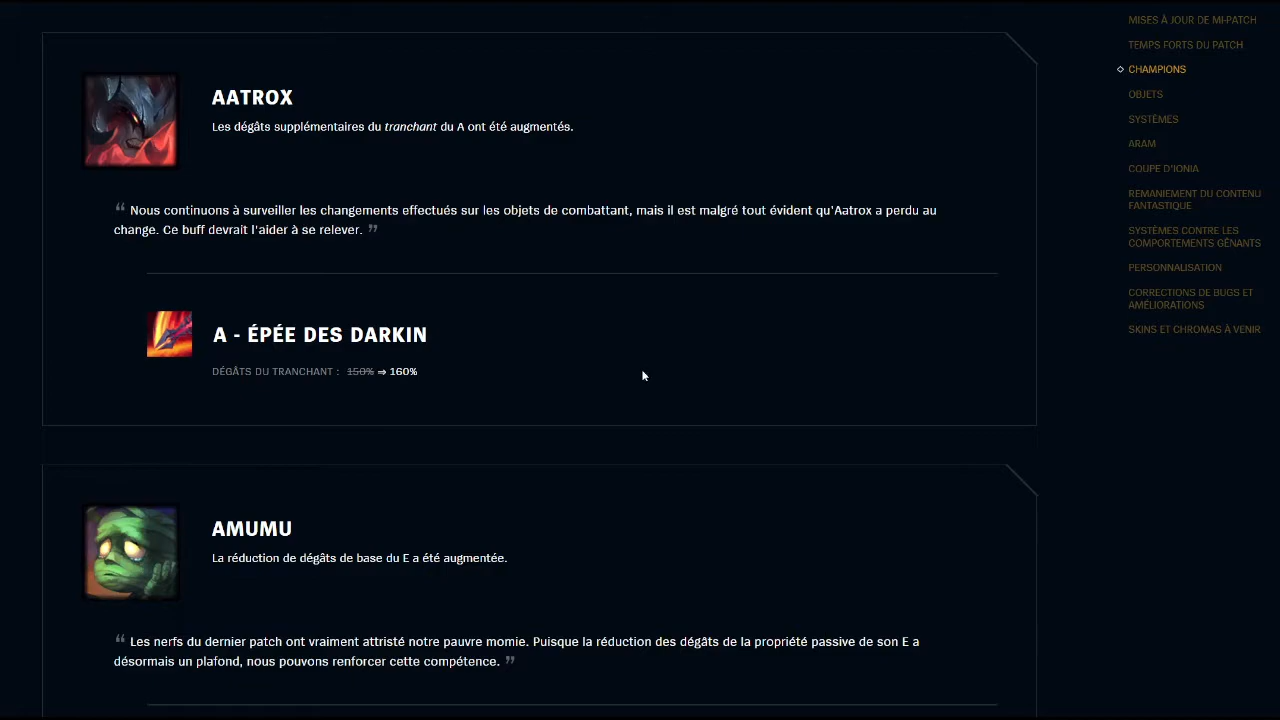 AATROX
Les dégâts supplémentaires du tranchant du A ont été augmentés.
“ Nous continuons à surveiller les changements effectués sur les objets de combattant, mais il est malgré tout évident qu'Aatrox a perdu au
change. Ce buff devrait l'aider à se relever. ”
A - ÉPÉE DES DARKIN
DÉGÂTS DU TRANCHANT : 150% ⇒ 160%
AMUMU
La réduction de dégâts de base du E a été augmentée.
“ Les nerfs du dernier patch ont vraiment attristé notre pauvre momie. Puisque la réduction des dégâts de la propriété passive de son E a
désormais un plafond, nous pouvons renforcer cette compétence. ”
MISES À JOUR DE MI-PATCH
TEMPS FORTS DU PATCH
CHAMPIONS
OBJETS
SYSTÈMES
ARAM
COUPE D'IONIA
REMANIEMENT DU CONTENU
FANTASTIQUE
SYSTÈMES CONTRE LES
COMPORTEMENTS GÊNANTS
PERSONNALISATION
CORRECTIONS DE BUGS ET
AMÉLIORATIONS
SKINS ET CHROMAS À VENIR